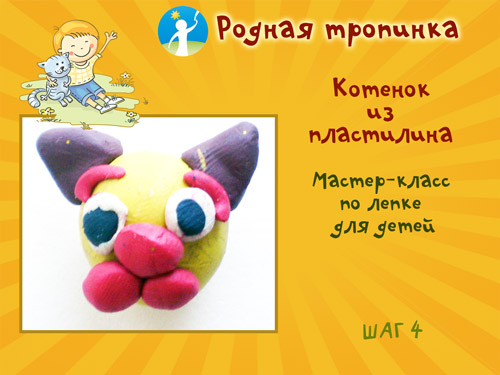 Родная тропинка
Котенок
из
пластилина
Мастер-класс
по лепке
для детей
ШАГ 4